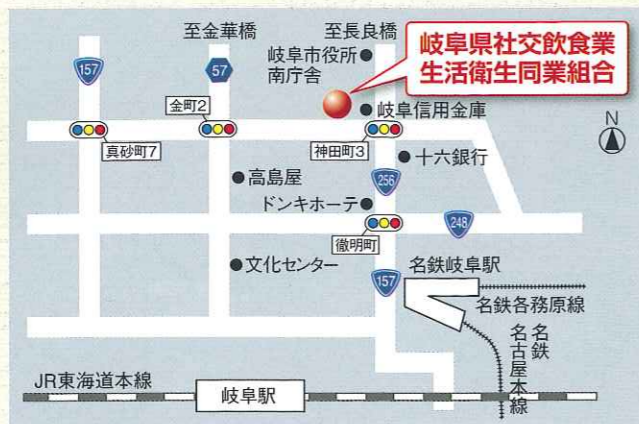 至金華橋
至長良橋
157
57
岐阜市役所
南庁舎
岐阜県社交飲食業
生活衛生同業組合
金町2
岐阜信用金庫
N
真砂町7
神田町3
十六銀行
高島屋
256
ドンキホーテ
248
徹明町
文化センター
157
名鉄岐阜駅
名鉄各務原線
名鉄
名古屋本線
JR東海道本線
岐阜駅